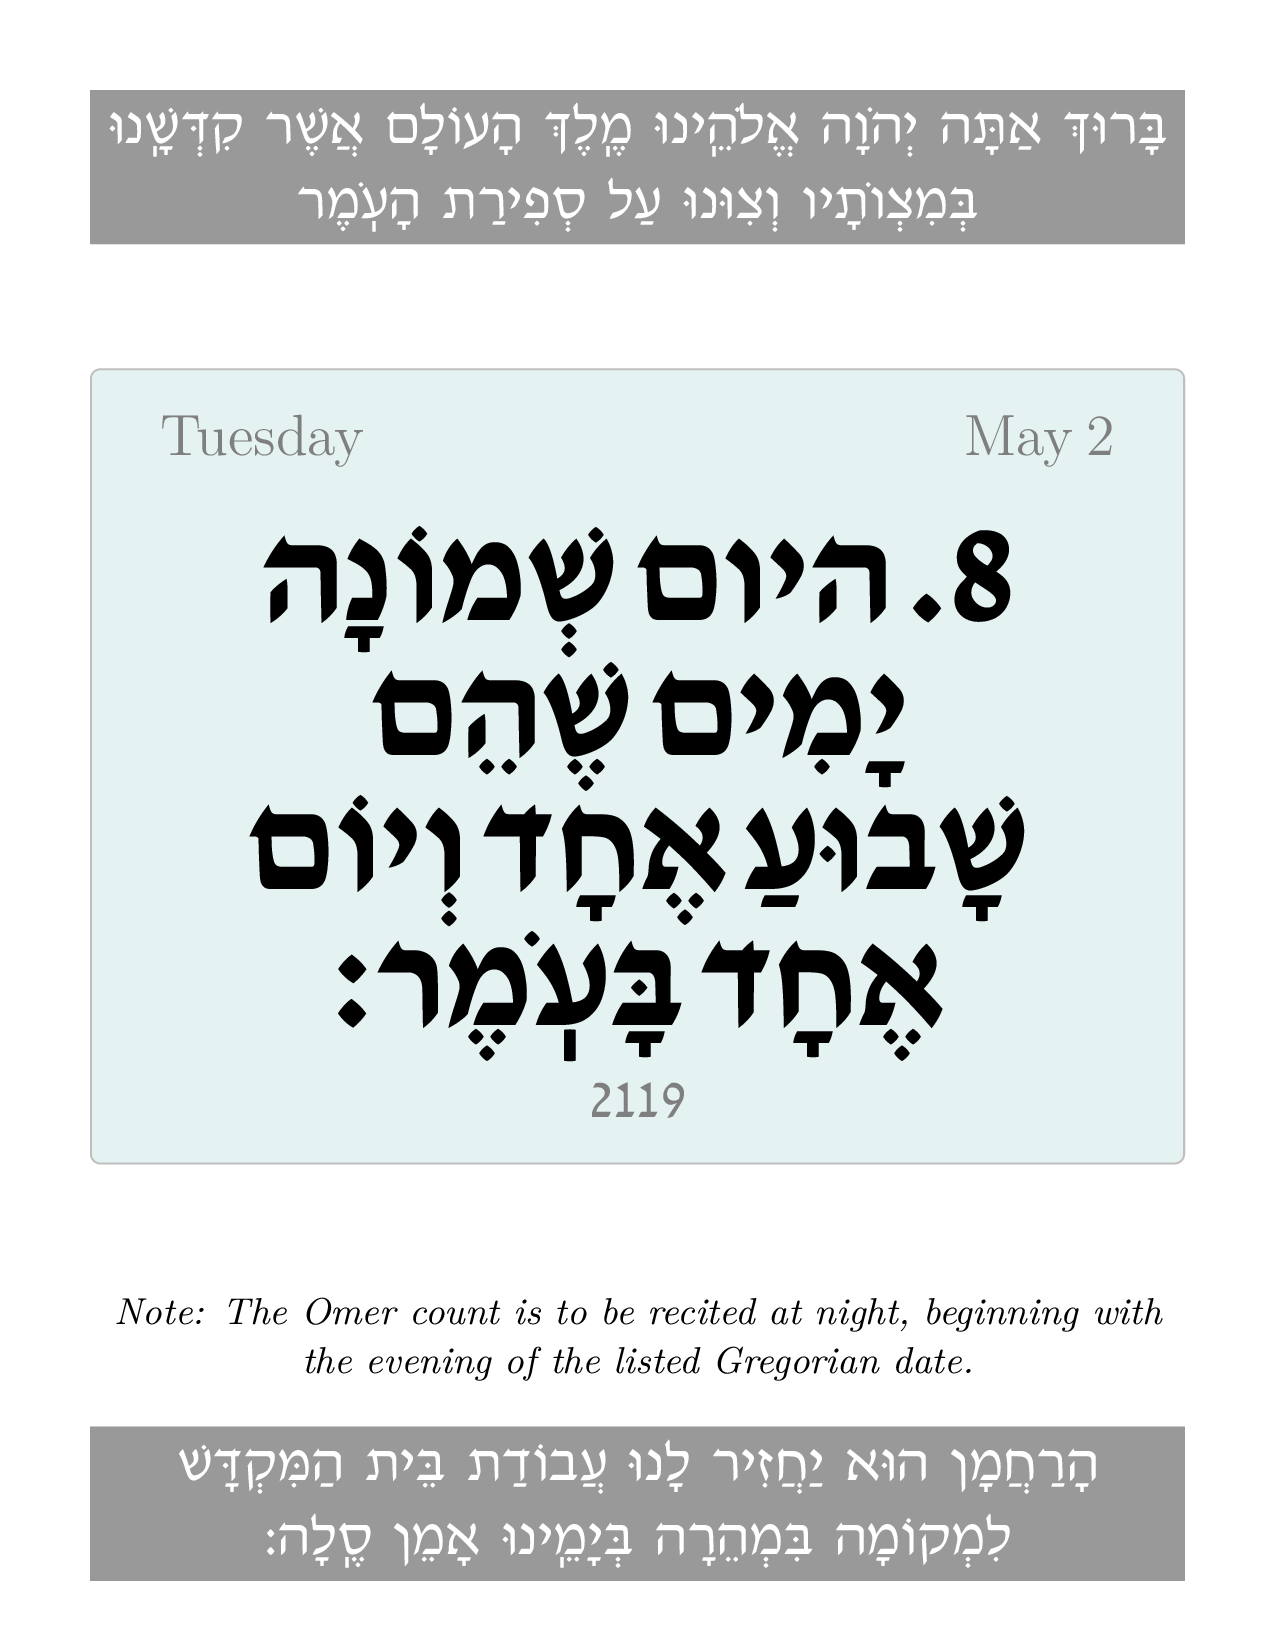 בָּרוּךְ אַתָּה יְהֹוָה אֱלֹהֵֽינוּ מֶֽלֶךְ הָעוֹלָם אֲשֶׁר קִדְּשָֽׁנוּ
בְּמִצְוֹתָיו וְצִוּנוּ עַל סְפִירַת הָעֹֽמֶר
Tuesday May 2
8. היום שְׁמוֹנָה
יָמִים שֶׁהֵם
שָׁבוּעַ אֶחָד וְיוֹם
אֶחָד בָּעֹֽמֶר:
2119
Note: The Omer count is to be recited at night, beginning with
the evening of the listed Gregorian date.
הָרַחֲמָן הוּא יַחֲזִיר לָנוּ עֲבוֹדַת בֵּית הַמִּקְדָּשׁ
לִמְקוֹמָה בִּמְהֵרָה בְּיָמֵֽינוּ אָמֵן סֶֽלָה: